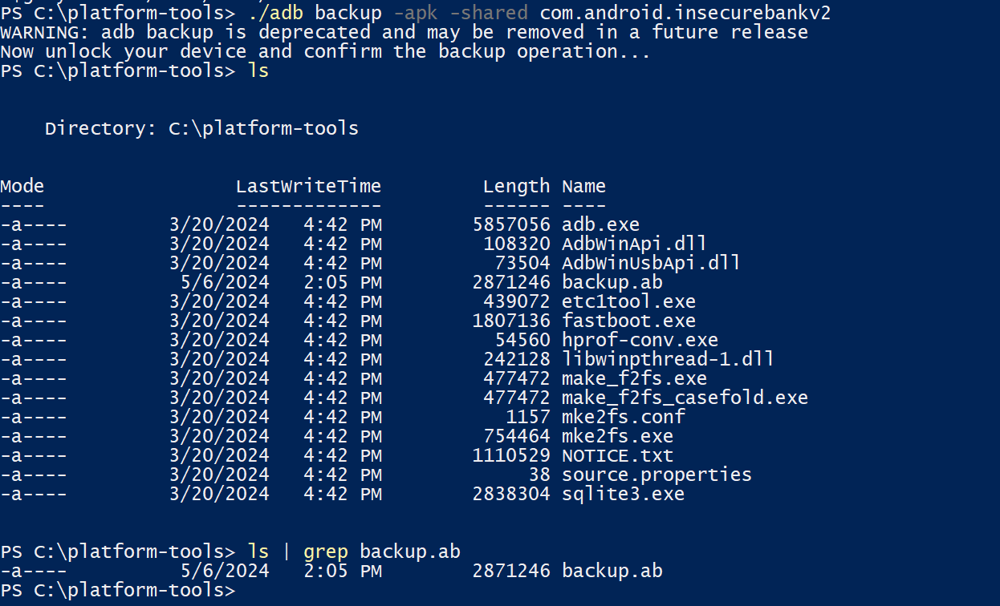 PS C:\platform-tools> ./adb backup -apk -shared com.android.insecurebankv2
WARNING: adb backup is deprecated and may be removed in a future release
Now unlock your device and confirm the backup operation...
PS C:\platform-tools> ls
Directory: C:\platform-tools
Mode LastWriteTime Length Name
---- ------------- ------ ----
-a---- 3/20/2024 4:42 PM 5857056 adb.exe
-a---- 3/20/2024 4:42 PM 108320 AdbWinApi.dll
-a---- 3/20/2024 4:42 PM 73504 AdbWinUsbApi.dll
-a---- 5/6/2024 2:05 PM 2871246 backup.ab
-a---- 3/20/2024 4:42 PM 439072 etc1tool.exe
-a---- 3/20/2024 4:42 PM 1807136 fastboot.exe
-a---- 3/20/2024 4:42 PM 54560 hprof-conv.exe
-a---- 3/20/2024 4:42 PM 242128 libwinpthread-1.dll
-a---- 3/20/2024 4:42 PM 477472 make_f2fs.exe
-a---- 3/20/2024 4:42 PM 477472 make_f2fs_casefold.exe
-a---- 3/20/2024 4:42 PM 1157 mke2fs.conf
-a---- 3/20/2024 4:42 PM 754464 mke2fs.exe
-a---- 3/20/2024 4:42 PM 1110529 NOTICE.txt
-a---- 3/20/2024 4:42 PM 38 source.properties
-a---- 3/20/2024 4:42 PM 2838304 sqlite3.exe
PS C:\platform-tools> ls | grep backup.ab
-a---- 5/6/2024 2:05 PM 2871246 backup.ab
PS C:\platform-tools>